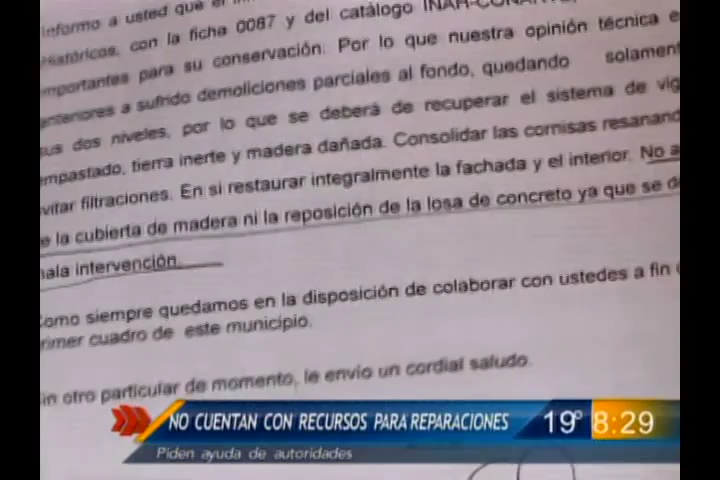 informo a usted que el
Históricos, con la ficha 0087 y del catálogo INAH-CONACULTA
importantes para su conservación. Por lo que nuestra opinión técnica e
anteriores a sufrido demoliciones parciales al fondo, quedando solament
sus dos niveles, por lo que se deberá de recuperar el sistema de vig
empastado, tierra inerte y madera dañada. Consolidar las cornisas resanand
evitar filtraciones. En si restaurar integralmente la fachada y el interior. No a
e la cubierta de madera ni la reposición de la losa de concreto ya que se d
mala intervención.
Como siempre quedamos en la disposición de colaborar con ustedes a fin
primer cuadro de este municipio.
Sin otro particular de momento, le envío un cordial saludo.
NO CUENTAN CON RECURSOS PARA REPARACIONES 19° 8:29
Piden ayuda de autoridades